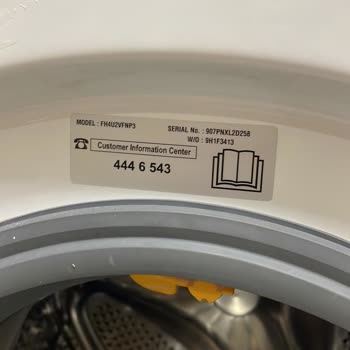 MODEL : FH4U2VFNP3
SERIAL No. : 907PNXL2D258
W/O : 9H1F3413
Customer Information Center
444 6 543